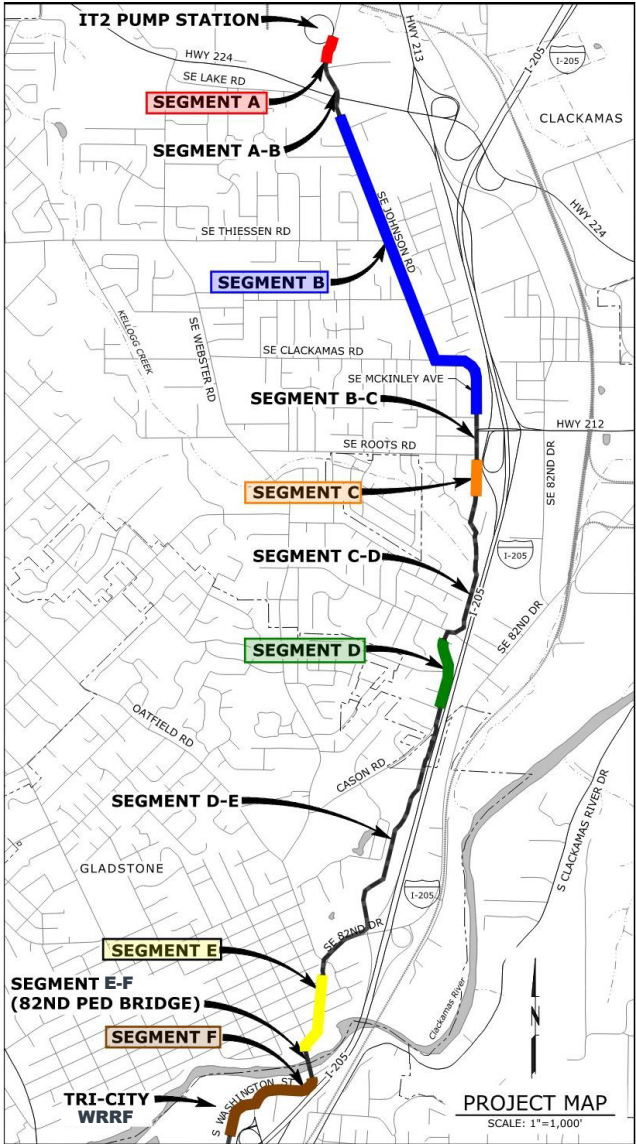 IT2 PUMP STATION
HWY 213
I-205
I-205
HWY 224
SE LAKE RD
SEGMENT A
CLACKAMAS
SEGMENT A-B
SE JOHNSON RD
SE THIESSEN RD
HWY 224
SEGMENT B
KELLOGG CREEK
SE WEBSTER RD
SE CLACKAMAS RD
SE MCKINLEY AVE
SEGMENT B-C
HWY 212
SE ROOTS RD
SE 82ND DR
SEGMENT C
SEGMENT C-D
I-205
I-205
SE 82ND DR
SEGMENT D
OATFIELD RD
CASON RD
SEGMENT D-E
S CLACKAMAS RIVER DR
GLADSTONE
I-205
SE 82ND DR
SEGMENT E
SEGMENT E-F
(82ND PED BRIDGE)
Clackamas River
N
SEGMENT F
I-205
TRI-CITY
WRRF
S WASHINGTON ST
PROJECT MAP
SCALE: 1"=1,000'